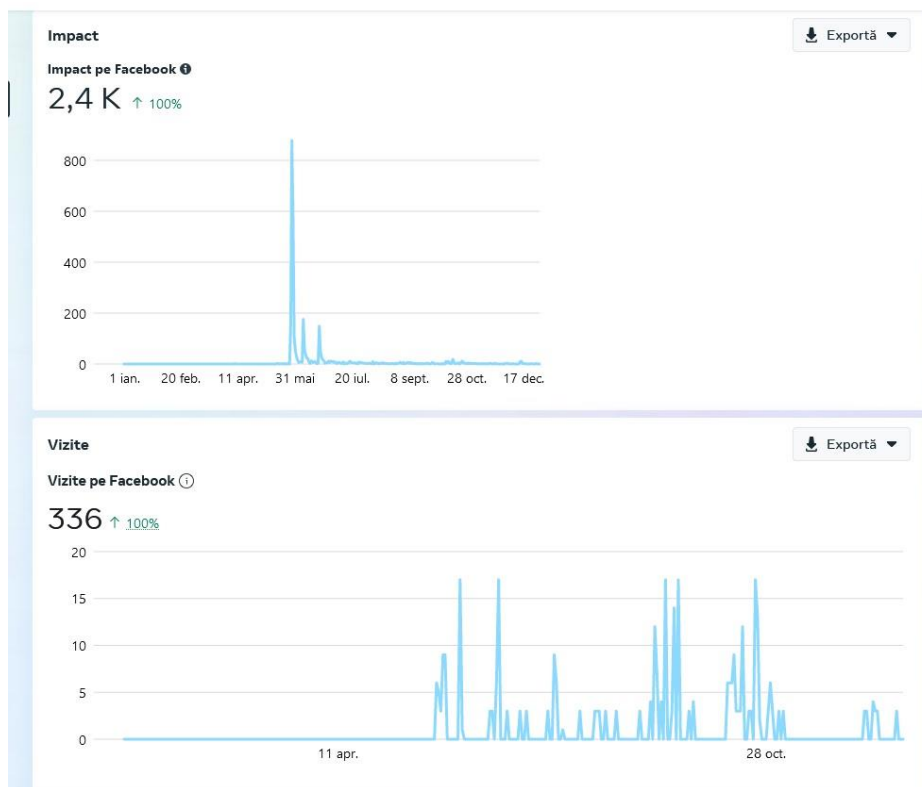 Impact
Exportă
Impact pe Facebook
2,4 K ↑ 100%
800
600
400
200
0
1 ian. 20 feb. 11 apr. 31 mai 20 iul. 8 sept. 28 oct. 17 dec.
Vizite
Exportă
Vizite pe Facebook
336 ↑ 100%
20
15
10
5
0
11 apr. 28 oct.